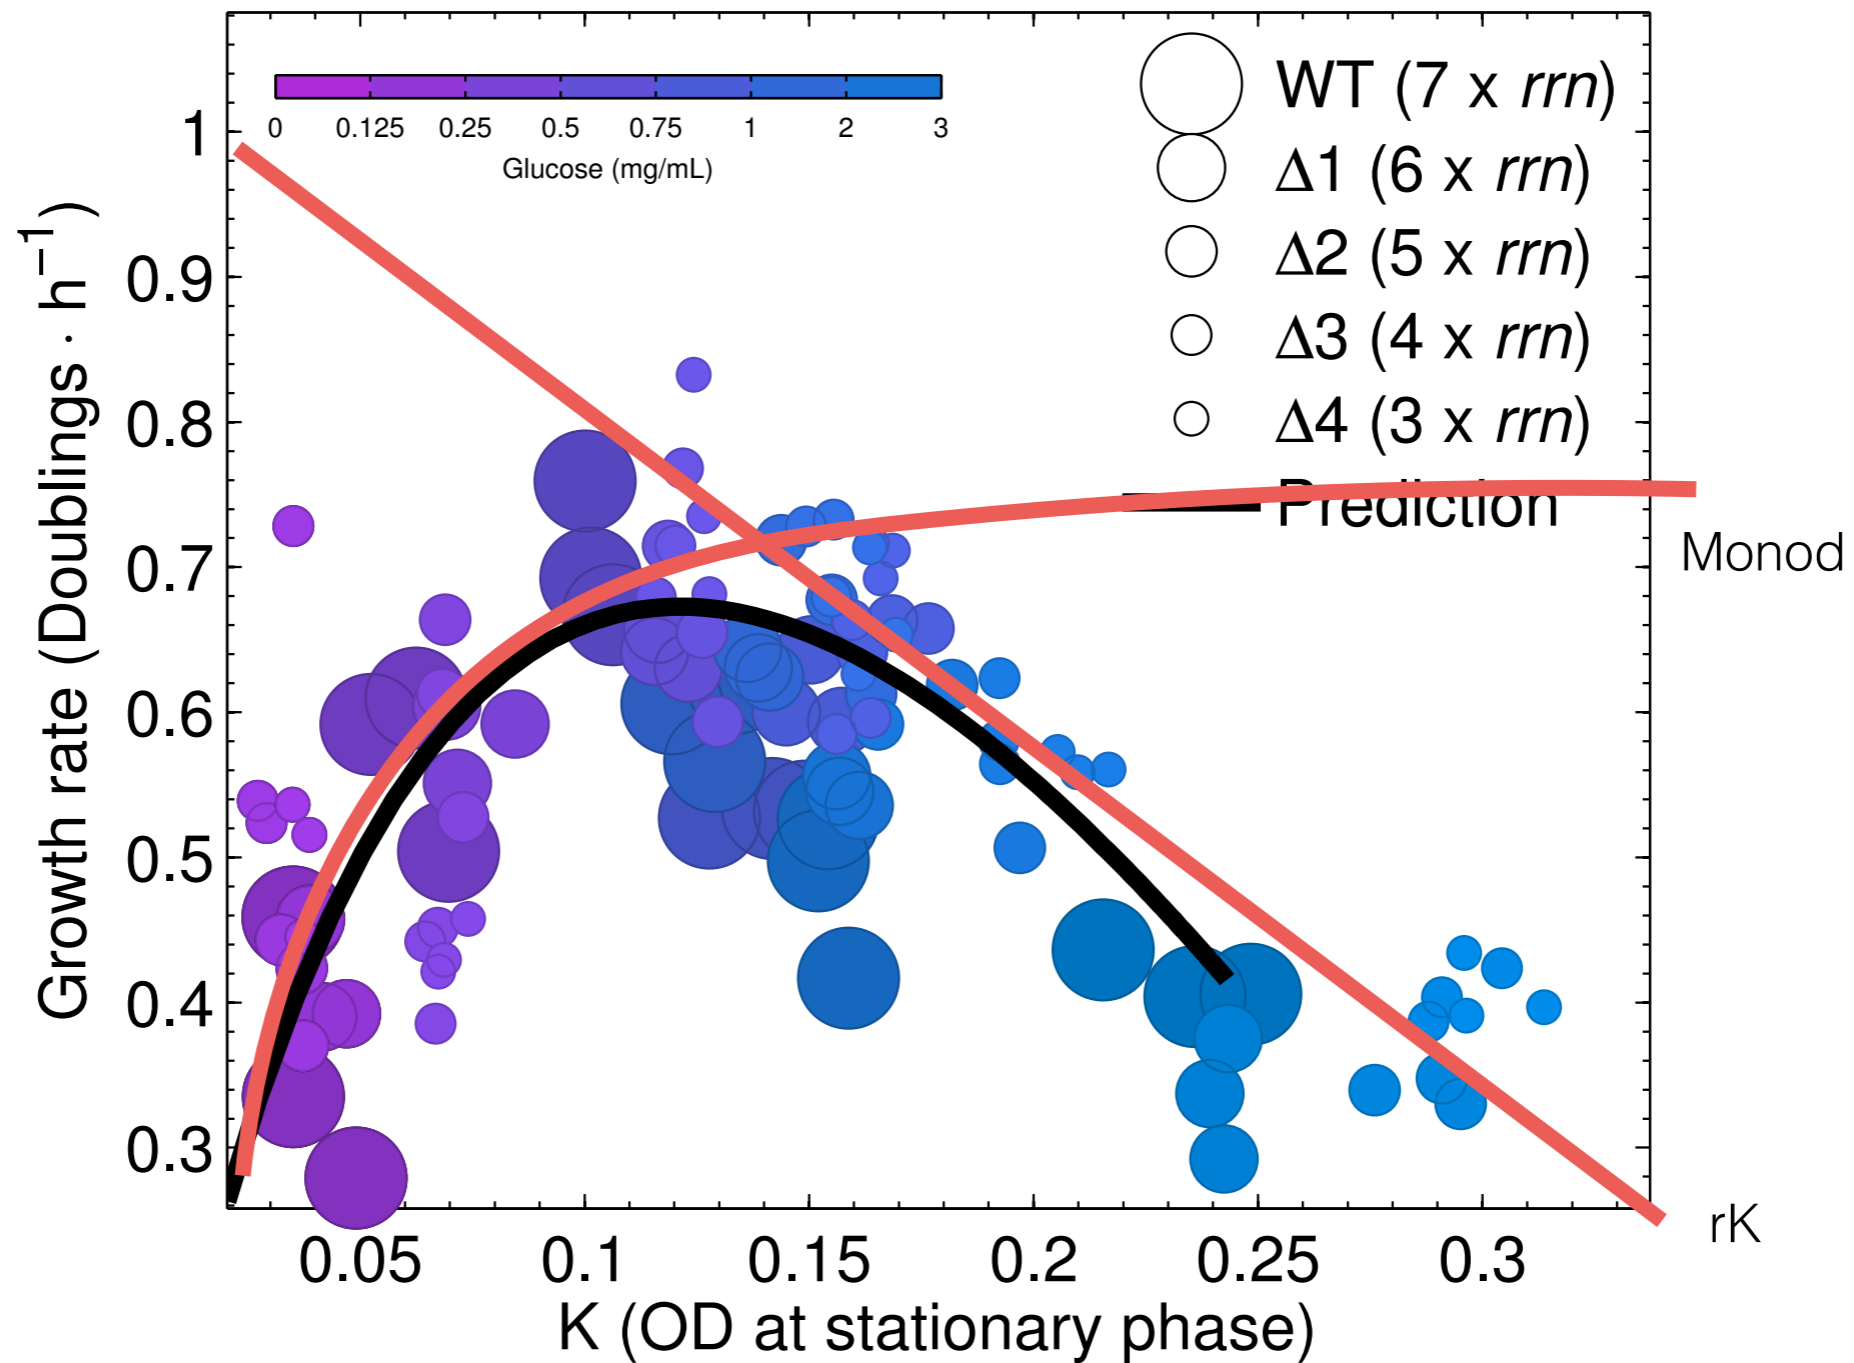 WT (7 x rrn)
Δ1 (6 x rrn)
Δ2 (5 x rrn)
Δ3 (4 x rrn)
Δ4 (3 x rrn)
Prediction
0 0.125 0.25 0.5 0.75 1 2 3
Glucose (mg/mL)
Growth rate (Doublings · h⁻¹)
1
0.9
0.8
0.7
0.6
0.5
0.4
0.3
Monod
rK
0.05 0.1 0.15 0.2 0.25 0.3
K (OD at stationary phase)